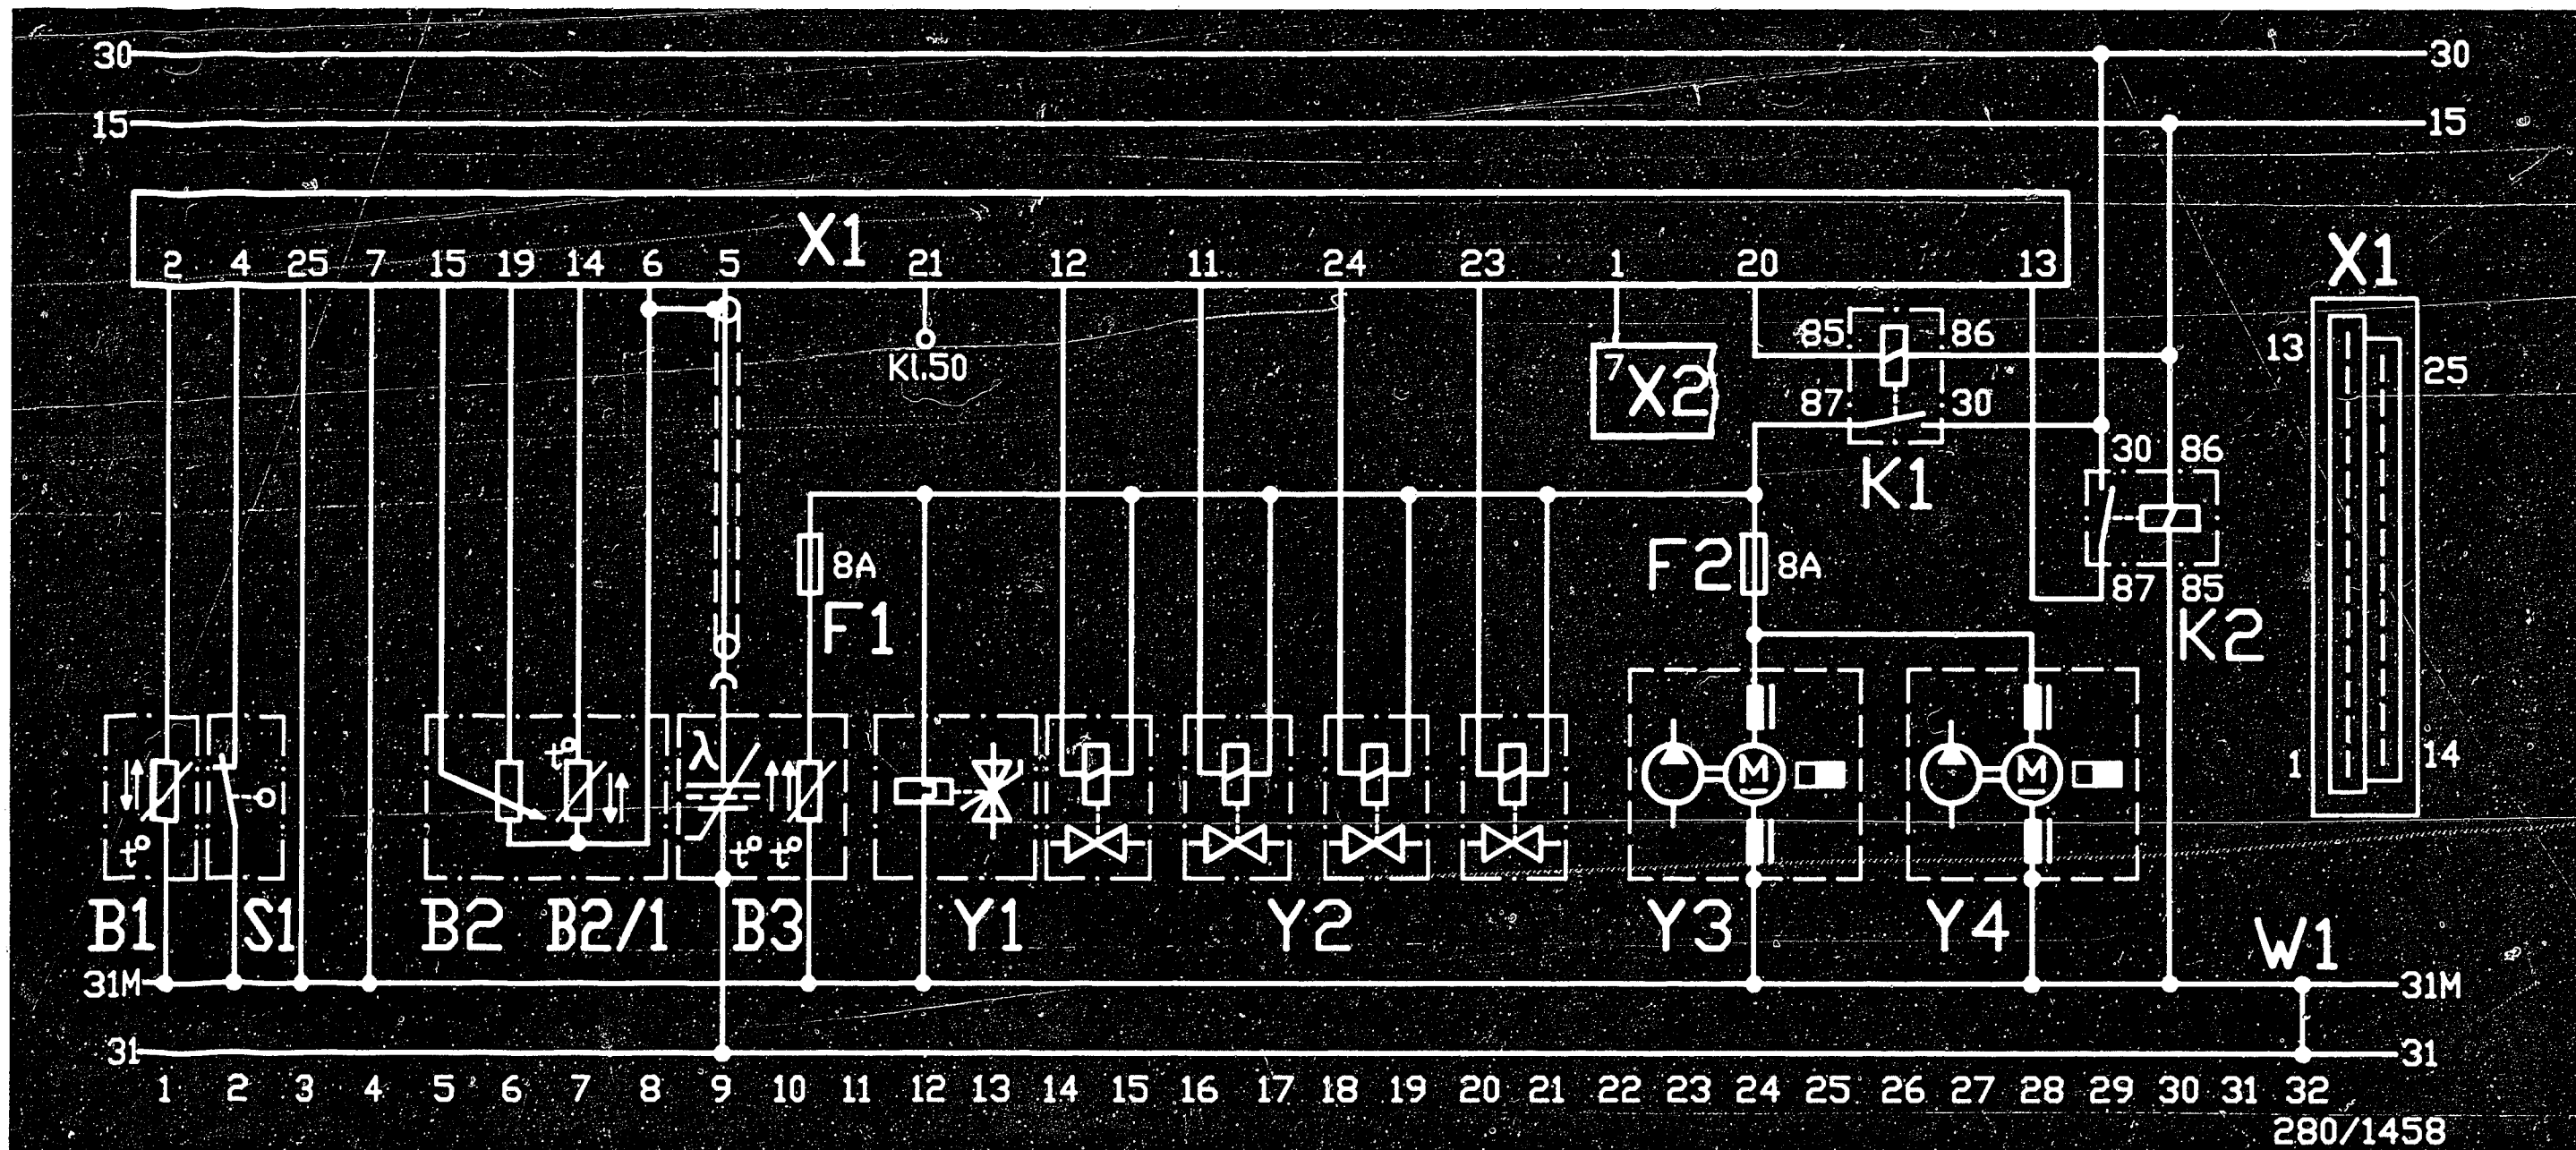 30 30
15 15
X1
2 4 25 7 15 19 14 6 5 21 12 11 24 23 1 20 13
X1
Kl.50
7 X2
85 86
87 30
K1
13 25
30 86
87 85
K2
8A
F1
F2 8A
1 14
t° λ
t° t° t°
M M
B1 S1 B2 B2/1 B3 Y1 Y2 Y3 Y4 W1
31M 31M
31 31
1 2 3 4 5 6 7 8 9 10 11 12 13 14 15 16 17 18 19 20 21 22 23 24 25 26 27 28 29 30 31 32
280/1458